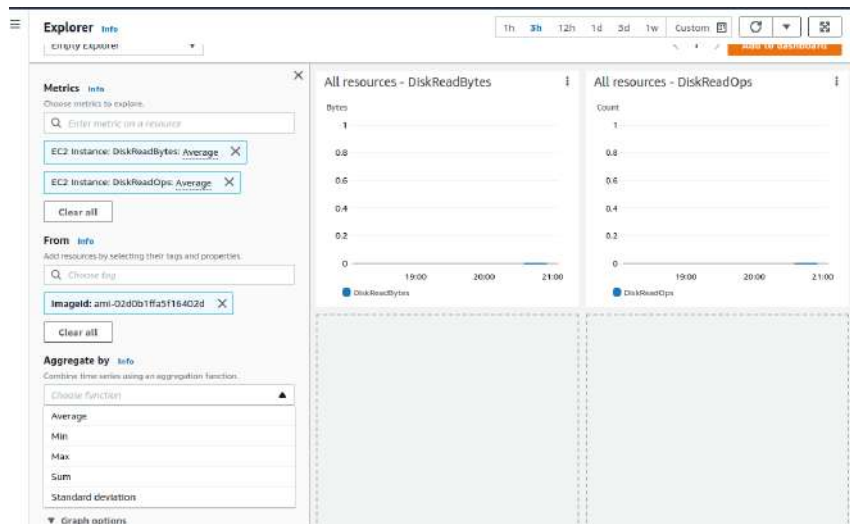 Explorer Info
1h 3h 12h 1d 3d 1w Custom
Empty Explorer
1
Add to dashboard
Metrics Info
Choose metrics to explore.
Enter metric on a resource
EC2 Instance: DiskReadBytes: Average
EC2 Instance: DiskReadOps: Average
Clear all
From Info
Add resources by selecting their tags and properties.
Choose tag
ImageId: ami-02d0b1ffa5f16402d
Clear all
Aggregate by Info
Combine time series using an aggregation function.
Choose function
Average
Min
Max
Sum
Standard deviation
Graph options
All resources - DiskReadBytes
Bytes
1
0.8
0.6
0.4
0.2
0
19:00 20:00 21:00
DiskReadBytes
All resources - DiskReadOps
Count
1
0.8
0.6
0.4
0.2
0
19:00 20:00 21:00
DiskReadOps